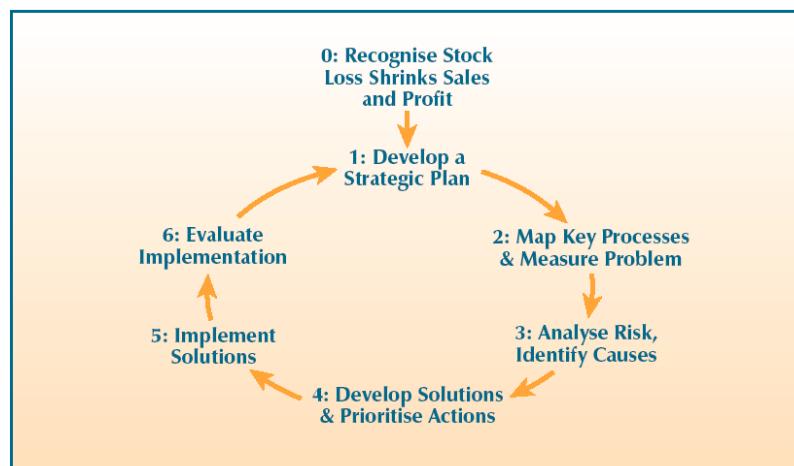 0: Recognise Stock
Loss Shrinks Sales
and Profit
1: Develop a
Strategic Plan
2: Map Key Processes
& Measure Problem
3: Analyse Risk,
Identify Causes
4: Develop Solutions
& Prioritise Actions
5: Implement
Solutions
6: Evaluate
Implementation